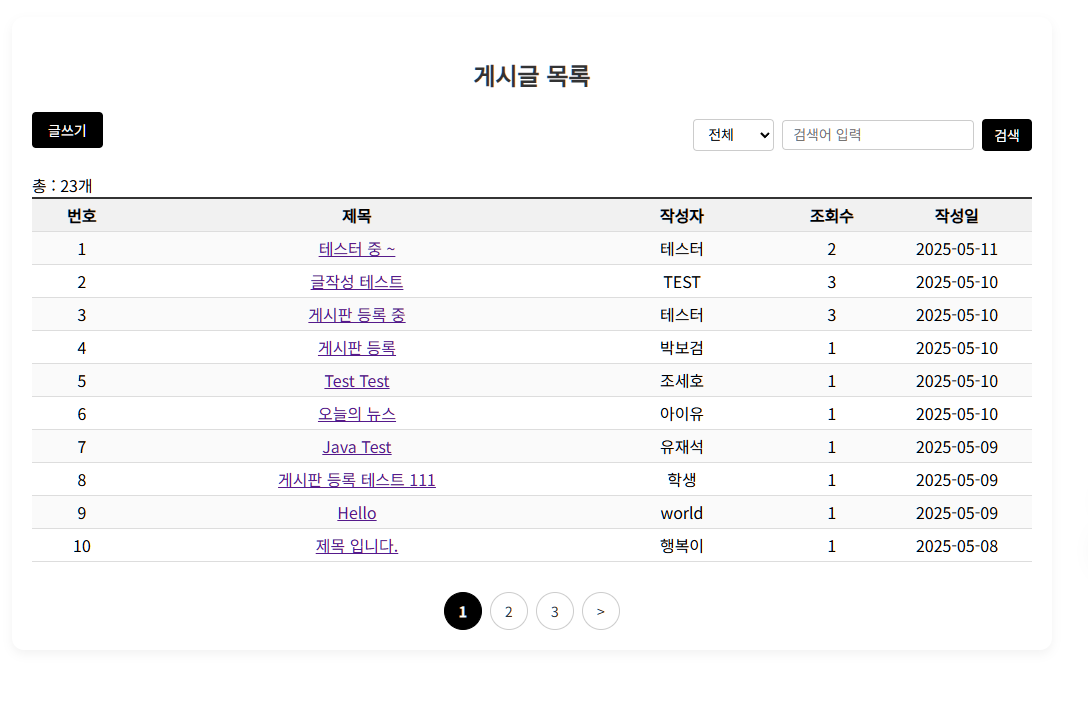 게시글 목록
글쓰기 전체 검색어 입력 검색
총 : 23개
번호 제목 작성자 조회수 작성일
1 테스터 중 ~ 테스터 2 2025-05-11
2 글작성 테스트 TEST 3 2025-05-10
3 게시판 등록 중 테스터 3 2025-05-10
4 게시판 등록 박보검 1 2025-05-10
5 Test Test 조세호 1 2025-05-10
6 오늘의 뉴스 아이유 1 2025-05-10
7 Java Test 유재석 1 2025-05-09
8 게시판 등록 테스트 111 학생 1 2025-05-09
9 Hello world 1 2025-05-09
10 제목 입니다. 행복이 1 2025-05-08
1 2 3 >